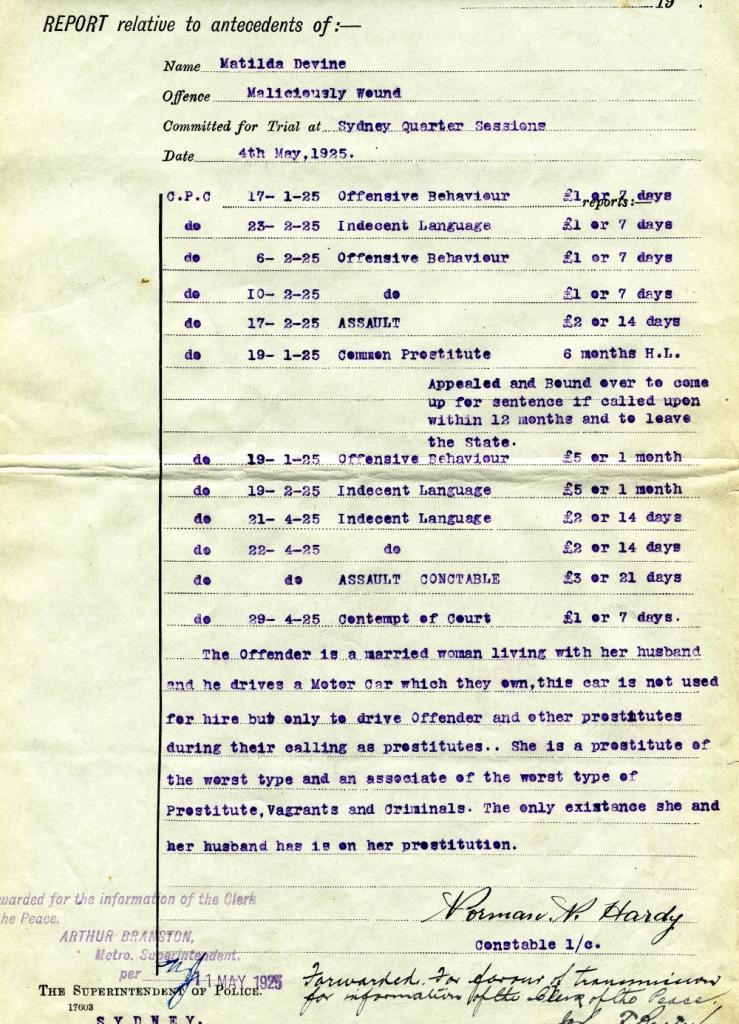 19 .
REPORT relative to antecedents of:—
Name Matilda Devine
Offence Maliciously Wound
Committed for Trial at Sydney Quarter Sessions
Date 4th May,1925.
C.P.C 17- 1-25 Offensive Behaviour £1 or 7 days
reports:—
do 23- 2-25 Indecent Language £1 or 7 days
do 6- 2-25 Offensive Behaviour £1 or 7 days
do 10- 2-25 do £1 or 7 days
do 17- 2-25 ASSAULT £2 or 14 days
do 19- 1-25 Common Prostitute 6 months H.L.
Appealed and Bound over to come
up for sentence if called upon
within 12 months and to leave
the State.
do 19- 1-25 Offensive Behaviour £5 or 1 month
do 19- 2-25 Indecent Language £5 or 1 month
do 21- 4-25 Indecent Language £2 or 14 days
do 22- 4-25 do £2 or 14 days
do do ASSAULT CONCTABLE £3 or 21 days
do 29- 4-25 Contempt of Court £1 or 7 days.
The Offender is a married woman living with her husband
and he drives a Motor Car which they own,this car is not used
for hire but only to drive Offender and other prostitutes
during their calling as prostitutes.. She is a prostitute of
the worst type and an associate of the worst type of
Prostitute,Vagrants and Criminals. The only existance she and
her husband has is on her prostitution.
warded for the information of the Clerk
he Peace.
Norman. N. Hardy
ARTHUR BRANSTON,
Constable 1/c.
Metro. Superintendent.
per 11 MAY 1925
Forwarded. For favour of transmission
THE SUPERINTENDENT OF POLICE.
for information of the Clerk of the Peace.
17603
SYDNEY.